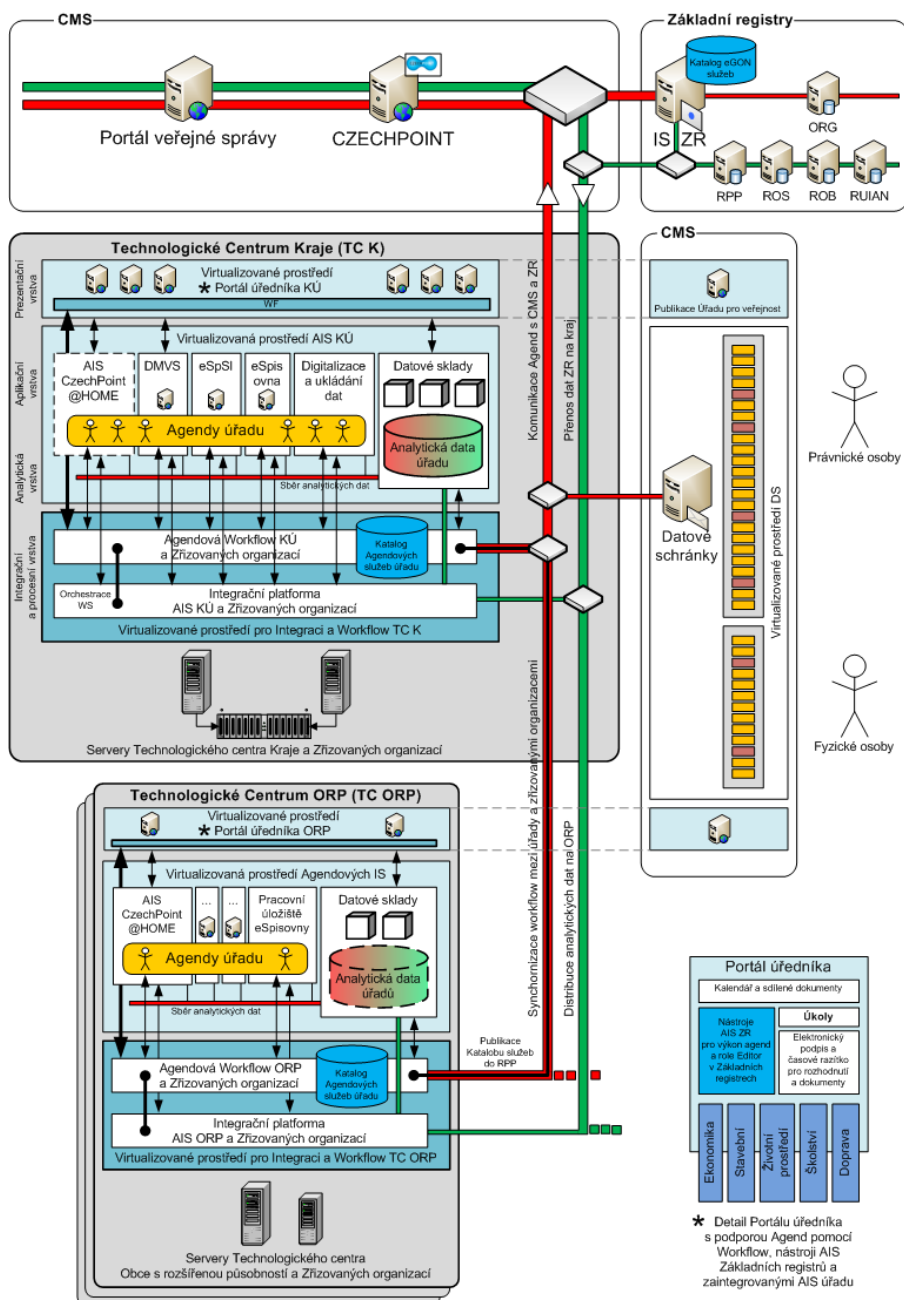 CMS
Základní registry
Katalog eGON
služeb
Portál veřejné správy
CZECHPOINT
IS ZR
ORG
RPP
ROS
ROB
RUIAN
Technologické Centrum Kraje (TC K)
Prezentační
vrstva
Virtualizované prostředí
* Portál úředníka KÚ
WF
Aplikační
vrstva
Virtualizovaná prostředí AIS KÚ
AIS
CzechPoint
@HOME
DMVS
eSpSl
eSpis
ovna
Digitalizace
a ukládání
dat
Datové sklady
Agendy úřadu
Analytická data
úřadu
Analytická
vrstva
Sběr analytických dat
Integrační
a procesní vrstva
Agendová Workflow KÚ
a Zřizovaných organizací
Katalog
Agendových
služeb úřadu
Orchestrace
WS
Integrační platforma
AIS KÚ a Zřizovaných organizací
Virtualizované prostředí pro Integraci a Workflow TC K
Servery Technologického centra Kraje a Zřizovaných organizací
Komunikace Agend s CMS a ZR
Přenos dat ZR na kraj
Synchornizace workflow mezi úřady a zřizovanými organizacemi
Distribuce analytických dat na ORP
CMS
Publikace Úřadu pro veřejnost
Datové
schránky
Virtualizované prostředí DS
Právnické osoby
Fyzické osoby
Technologické Centrum ORP (TC ORP)
Virtualizované prostředí
* Portál úředníka ORP
Virtualizovaná prostředí Agendových IS
AIS
CzechPoint
@HOME
...
...
Pracovní
úložiště
eSpisovny
Datové sklady
Agendy úřadu
Analytická data
úřadů
Sběr analytických dat
Agendová Workflow ORP
a Zřizovaných organizací
Katalog
Agendových
služeb úřadu
Publikace
Katalobu služeb
do RPP
Integrační platforma
AIS ORP a Zřizovaných organizací
Virtualizované prostředí pro Integraci a Workflow TC ORP
Servery Technologického centra
Obce s rozšířenou působností a Zřizovaných organizací
Portál úředníka
Kalendář a sdílené dokumenty
Nástroje
AIS ZR
pro výkon agend
a role Editor
v Základních
registrech
Úkoly
Elektronický
podpis a
časové razítko
pro rozhodnutí
a dokumenty
Ekonomika
Stavební
Životní
prostředí
Školství
Doprava
* Detail Portálu úředníka
s podporou Agend pomocí
Workflow, nástroji AIS
Základních registrů a
zaintegrovanými AIS úřadu